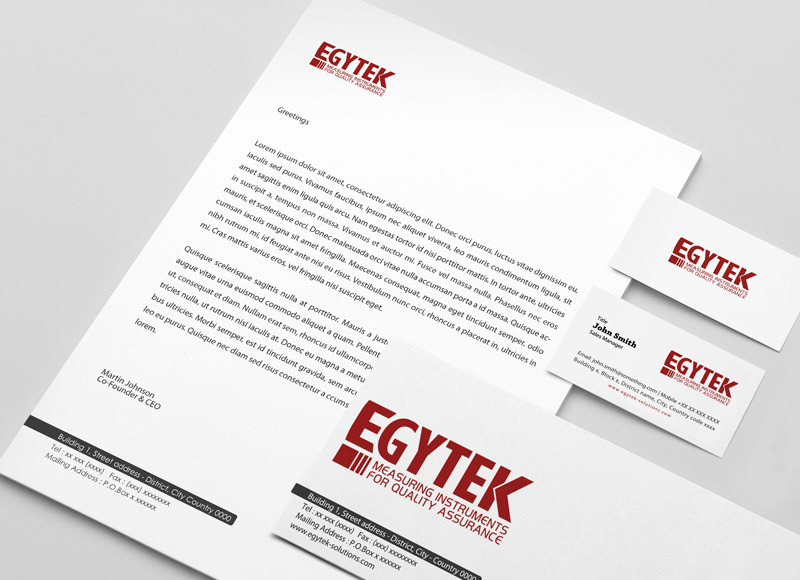 EGYTEK
MEASURING INSTRUMENTS
FOR QUALITY ASSURANCE
Greetings
Lorem ipsum dolor sit amet, consectetur adipiscing elit. Donec orci purus, luctus vitae dignissim eu,
iaculis sed purus. Vivamus faucibus, ipsum nec aliquet viverra, leo mauris condimentum ligula, sit
amet sagittis enim ligula quis arcu. Nam egestas tortor id nisl porttitor mattis. In tortor ante, ultricies
in suscipit a, tempus non massa. Vivamus et auctor mi. Fusce vel massa nulla. Phasellus nec eros
mauris, et scelerisque orci. Donec malesuada orci vitae nulla accumsan porta a id massa. Quisque ac-
cumsan iaculis magna sit amet fringilla. Maecenas consequat, magna eget tincidunt semper, odio
nibh rutrum mi, id feugiat ante nisi eu risus. Vestibulum nunc orci, rhoncus a placerat in, ultricies in
mi. Cras mattis varius eros, vel fringilla nisl suscipit eget.
Quisque scelerisque sagittis nulla at porttitor. Mauris a just
augue vitae urna euismod commodo aliquet a quam. Pellent
ut, consequat et diam. Nullam erat sem, rhoncus id ullamcorp
tricies nulla, ut rutrum nisi iaculis at. Donec eu magna a metu
bus ultricies. Morbi semper, est id tincidunt gravida, sem arc
leo eu purus. Quisque nec diam sed risus consectetur a ccums
lorem.
Martin Johnson
Co-Founder & CEO
Building 1, Street address - District, City Country 0000
Tel : xx xxx (xxxx) Fax : (xxx) xxxxxxxx
Mailing Address : P.O.Box x xxxxxx
EGYTEK
MEASURING INSTRUMENTS
FOR QUALITY ASSURANCE
Title
John Smith
Sales Manager
EGYTEK
MEASURING INSTRUMENTS
FOR QUALITY ASSURANCE
Email: john.smith@something.com | Mobile +XX XX XXX XXXX
Building x, Block x, District name, City, Country code xxxx
www.egytek-solutions.com
EGYTEK
MEASURING INSTRUMENTS
FOR QUALITY ASSURANCE
Building 1, Street address - District, City, Country - 0000
Tel : xx xxx (xxxx) Fax : (xxxx) xxxxxxxx
Mailing Address : P.O.Box x xxxxxx
www.egytek-solutions.com